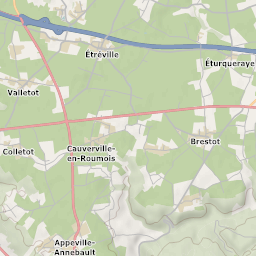 Étréville
Éturqueraye
Valletot
Brestot
Colletot
Cauverville-
en-Roumois
Appeville-
Annebault